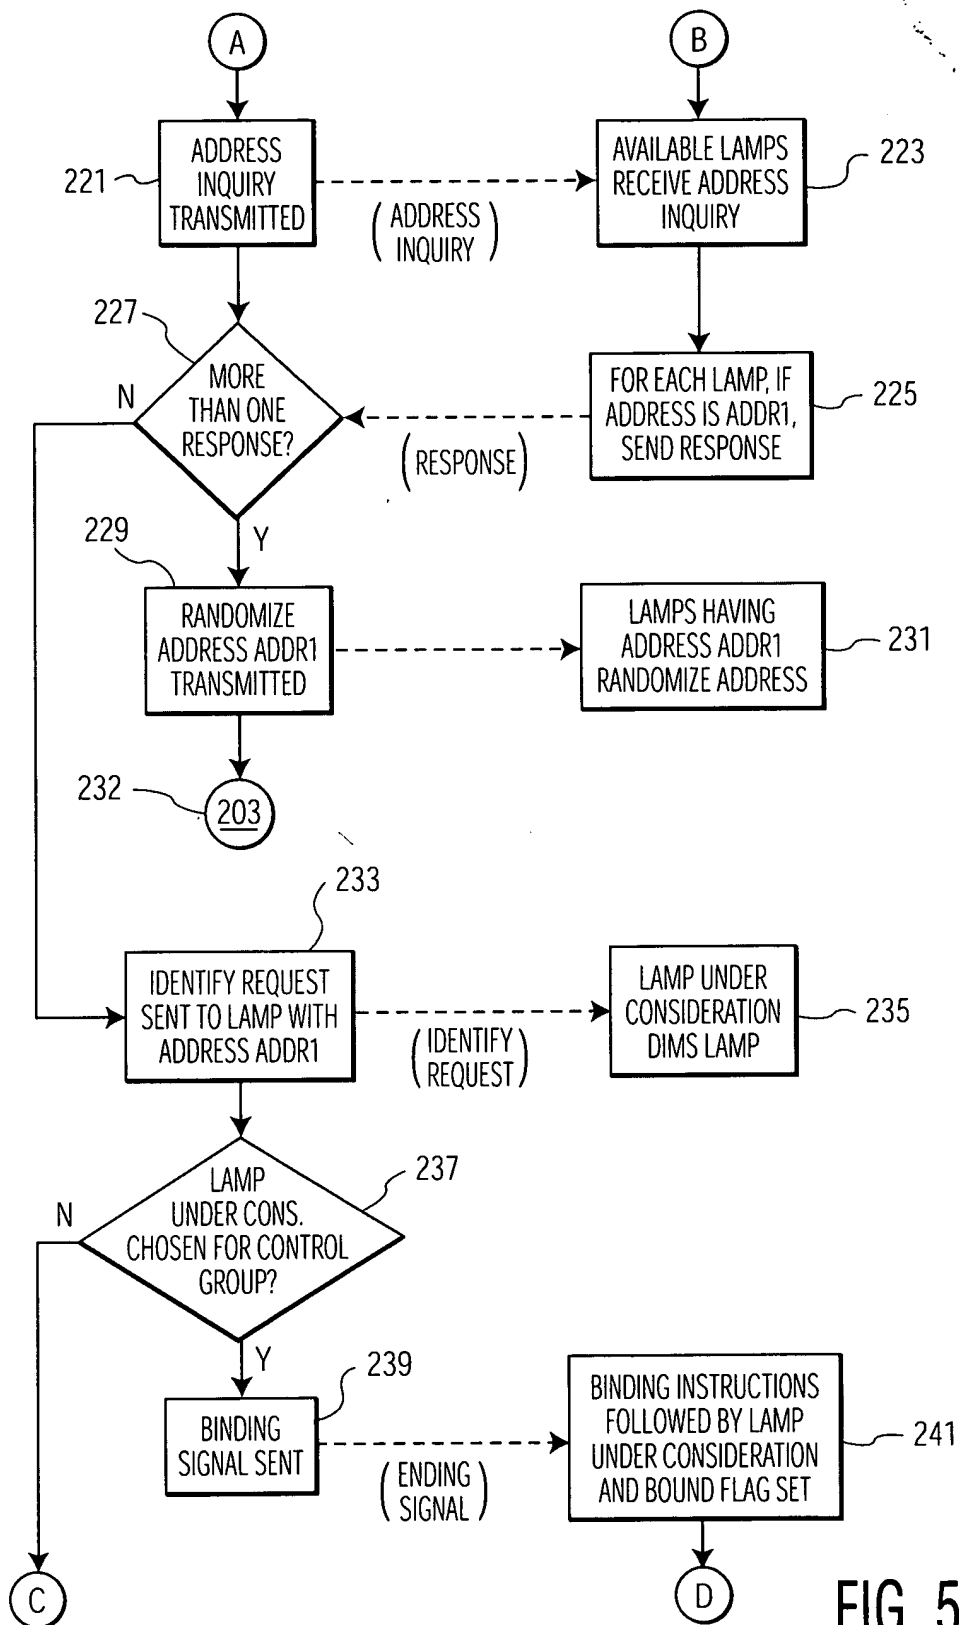 A
B
ADDRESS
INQUIRY
TRANSMITTED
221
AVAILABLE LAMPS
RECEIVE ADDRESS
INQUIRY
223
(ADDRESS
INQUIRY)
227
MORE
THAN ONE
RESPONSE?
N
Y
FOR EACH LAMP, IF
ADDRESS IS ADDR1,
SEND RESPONSE
225
(RESPONSE)
229
RANDOMIZE
ADDRESS ADDR1
TRANSMITTED
LAMPS HAVING
ADDRESS ADDR1
RANDOMIZE ADDRESS
231
232
203
233
IDENTIFY REQUEST
SENT TO LAMP WITH
ADDRESS ADDR1
(IDENTIFY
REQUEST)
LAMP UNDER
CONSIDERATION
DIMS LAMP
235
237
LAMP
UNDER CONS.
CHOSEN FOR CONTROL
GROUP?
N
Y
239
BINDING
SIGNAL SENT
(ENDING
SIGNAL)
BINDING INSTRUCTIONS
FOLLOWED BY LAMP
UNDER CONSIDERATION
AND BOUND FLAG SET
241
C
D
FIG. 5